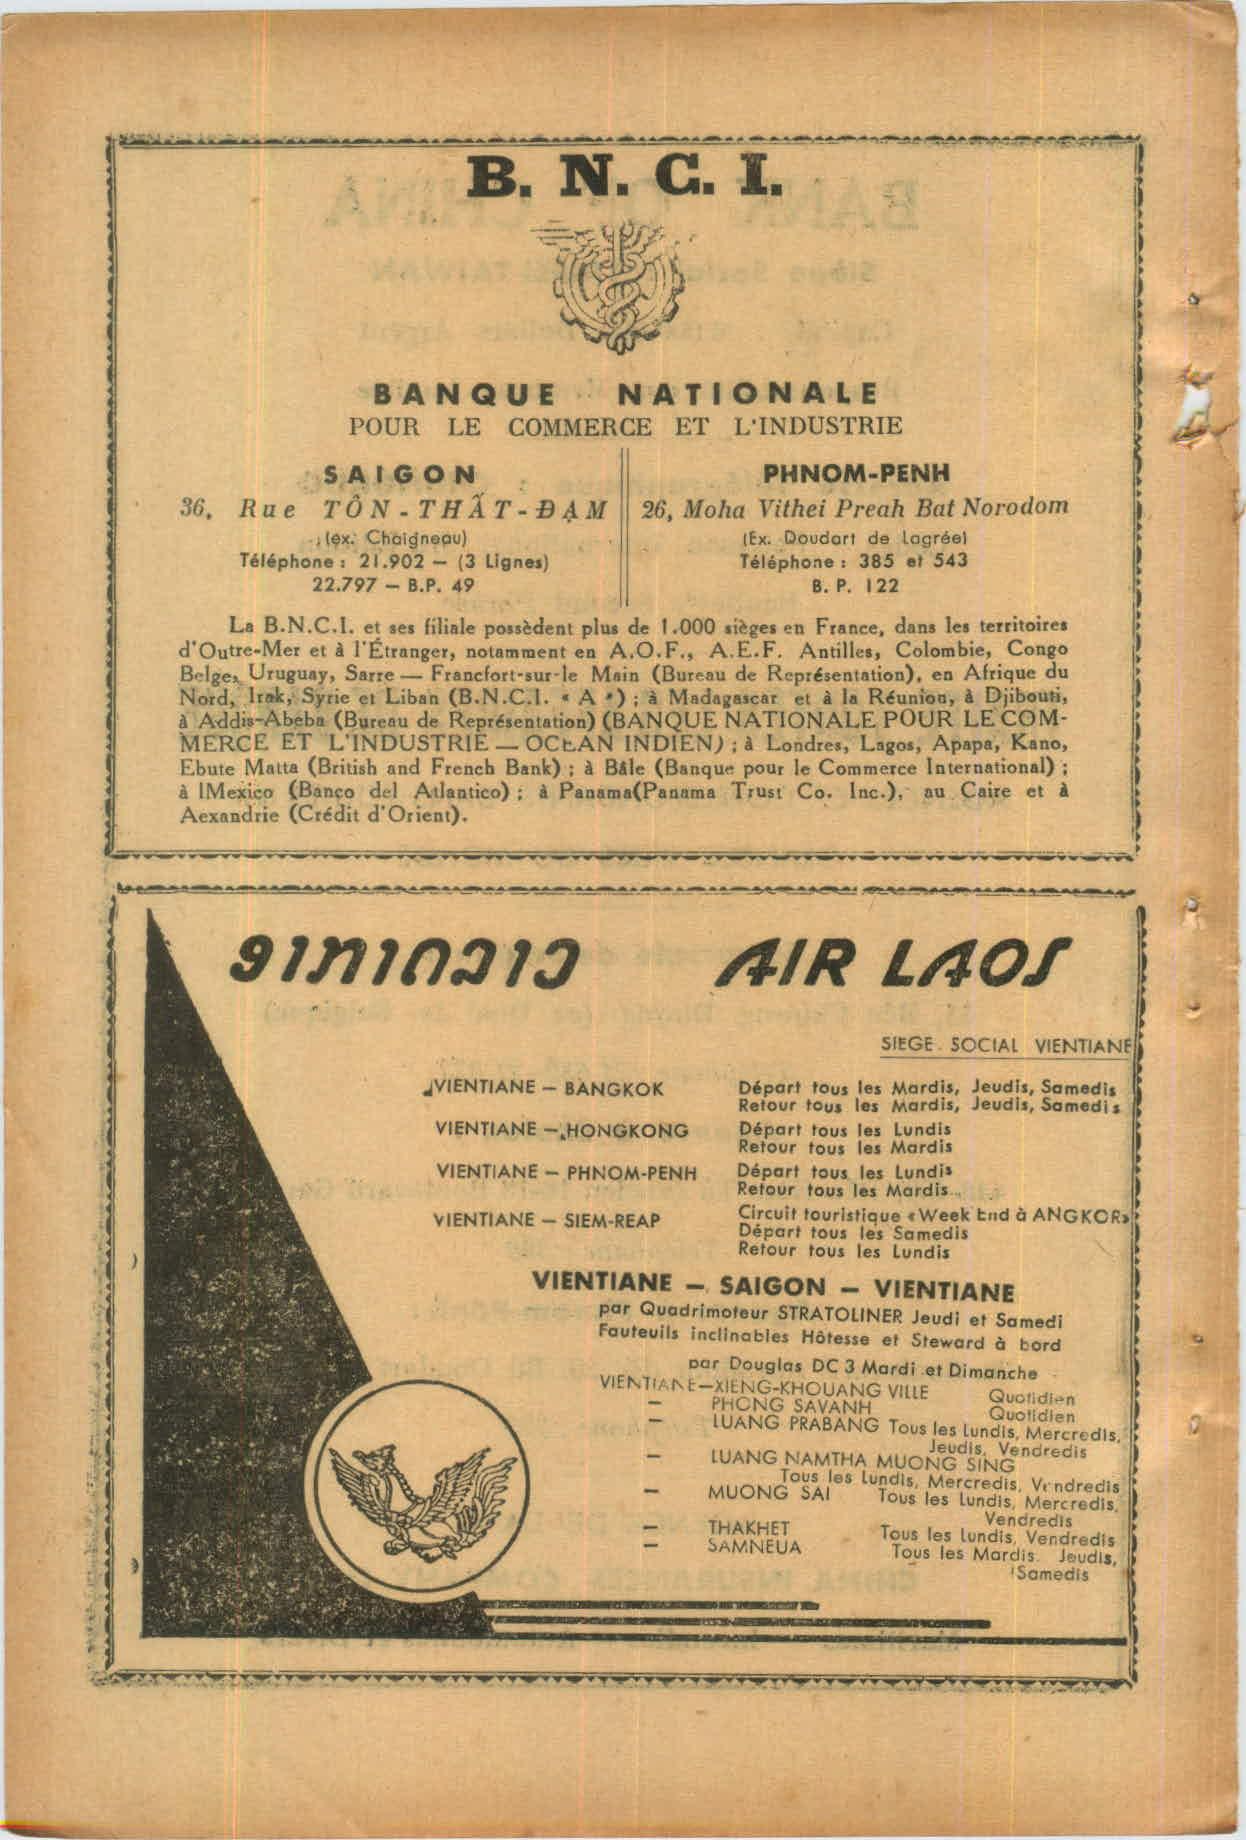 B. N. C. I.
BANQUE NATIONALE
POUR LE COMMERCE ET L'INDUSTRIE
SAIGON
36, Rue TÔN-THẤT-ĐẠM
(ex. Chaigneau)
Téléphone : 21.902 — (3 Lignes)
22.797 — B.P. 49
PHNOM-PENH
26, Moha Vithei Preah Bat Norodom
(Ex. Doudart de Lagrée)
Téléphone : 385 et 543
B. P. 122
La B.N.C.I. et ses filiale possèdent plus de 1.000 sièges en France, dans les territoires
d'Outre-Mer et à l'Étranger, notamment en A.O.F., A.E.F. Antilles, Colombie, Congo
Belge, Uruguay, Sarre — Francfort-sur-le Main (Bureau de Représentation), en Afrique du
Nord, Irak, Syrie et Liban (B.N.C.I. « A ») ; à Madagascar et à la Réunion, à Djibouti,
à Addis-Abeba (Bureau de Représentation) (BANQUE NATIONALE POUR LE COM-
MERCE ET L'INDUSTRIE — OCEAN INDIEN) ; à Londres, Lagos, Apapa, Kano,
Ebute Matta (British and French Bank) ; à Bâle (Banque pour le Commerce International) ;
à lMexico (Banco del Atlantico) ; à Panama(Panama Trust Co. Inc.), au Caire et à
Aexandrie (Crédit d'Orient).
ອາກາດລາວ AIR LAOS
SIEGE SOCIAL VIENTIANE
VIENTIANE — BANGKOK Départ tous les Mardis, Jeudis, Samedis
Retour tous les Mardis, Jeudis, Samedis
VIENTIANE — HONGKONG Départ tous les Lundis
Retour tous les Mardis
VIENTIANE — PHNOM-PENH Départ tous les Lundis
Retour tous les Mardis
VIENTIANE — SIEM-REAP Circuit touristique «Week End à ANGKOR»
Départ tous les Samedis
Retour tous les Lundis
VIENTIANE — SAIGON — VIENTIANE
par Quadrimoteur STRATOLINER Jeudi et Samedi
Fauteuils inclinables Hôtesse et Steward à bord
par Douglas DC 3 Mardi et Dimanche
VIENTIANE—XIENG-KHOUANG VILLE Quotidien
— PHONG SAVANH Quotidien
— LUANG PRABANG Tous les Lundis, Mercredis,
Jeudis, Vendredis
— LUANG NAMTHA MUONG SING
Tous les Lundis, Mercredis, Vendredis
— MUONG SAI Tous les Lundis, Mercredis,
Vendredis
— THAKHET Tous les Lundis, Vendredis
— SAMNEUA Tous les Mardis. Jeudis,
Samedis